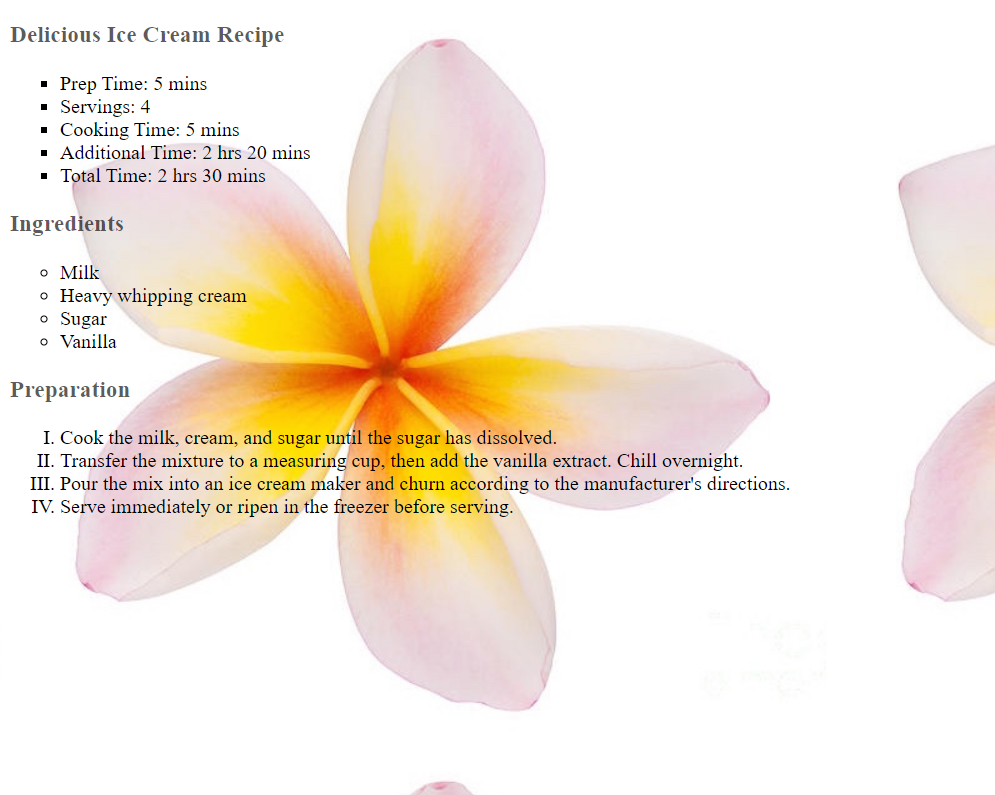 Delicious Ice Cream Recipe
▪ Prep Time: 5 mins
▪ Servings: 4
▪ Cooking Time: 5 mins
▪ Additional Time: 2 hrs 20 mins
▪ Total Time: 2 hrs 30 mins
Ingredients
◦ Milk
◦ Heavy whipping cream
◦ Sugar
◦ Vanilla
Preparation
I. Cook the milk, cream, and sugar until the sugar has dissolved.
II. Transfer the mixture to a measuring cup, then add the vanilla extract. Chill overnight.
III. Pour the mix into an ice cream maker and churn according to the manufacturer's directions.
IV. Serve immediately or ripen in the freezer before serving.